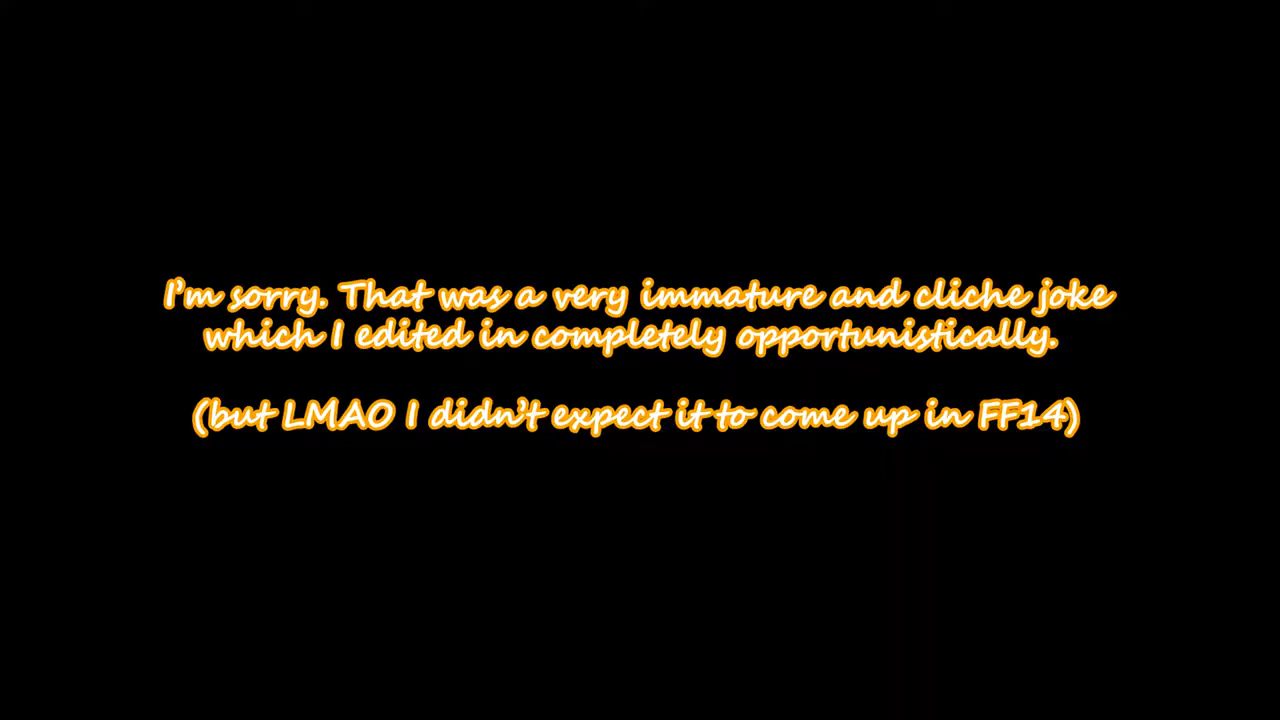 I'm sorry. That was a very immature and cliche joke
which I edited in completely opportunistically.
(but LMAO I didn't expect it to come up in FF14)